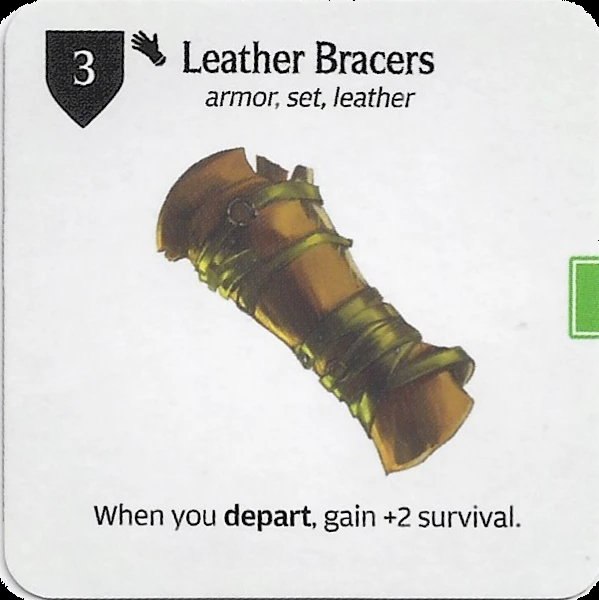 3
Leather Bracers
armor, set, leather
When you depart, gain +2 survival.